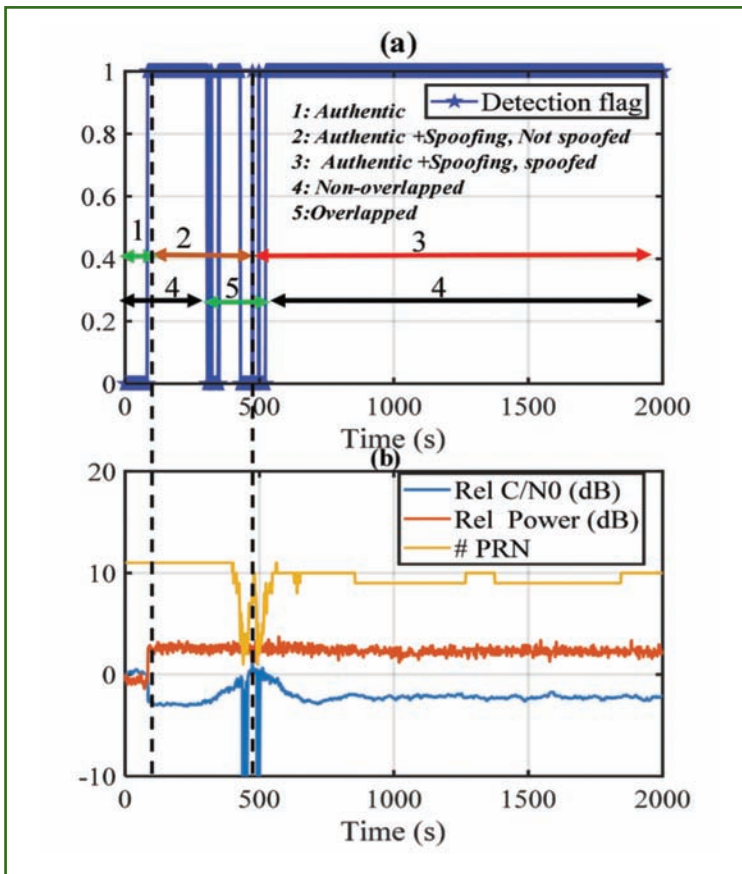 (a)
1
0.8
0.6
0.4
0.2
0
Detection flag
1: Authentic
2: Authentic +Spoofing, Not spoofed
3: Authentic +Spoofing, spoofed
4: Non-overlapped
5:Overlapped
1
2
3
4
5
4
0
500
1000
1500
2000
Time (s)
(b)
20
10
0
-10
Rel C/N0 (dB)
Rel Power (dB)
# PRN
0
500
1000
1500
2000
Time (s)